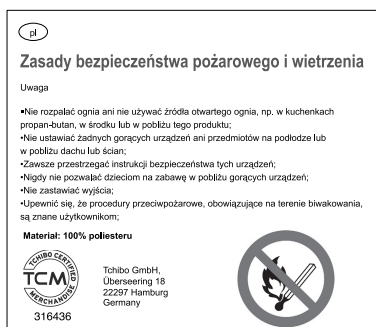 pl
Zasady bezpieczeństwa pożarowego i wietrzenia
Uwaga
▪Nie rozpalać ognia ani nie używać źródła otwartego ognia, np. w kuchenkach
propan-butan, w środku lub w pobliżu tego produktu;
•Nie ustawiać żadnych gorących urządzeń ani przedmiotów na podłodze lub
w pobliżu dachu lub ścian;
•Zawsze przestrzegać instrukcji bezpieczeństwa tych urządzeń;
•Nigdy nie pozwalać dzieciom na zabawę w pobliżu gorących urządzeń;
•Nie zastawiać wyjścia;
•Upewnić się, że procedury przeciwpożarowe, obowiązujące na terenie biwakowania,
są znane użytkownikom;
Materiał: 100% poliesteru
TCHIBO CERTIFIED
TCM
MERCHANDISE
316436
Tchibo GmbH,
Überseering 18
22297 Hamburg
Germany